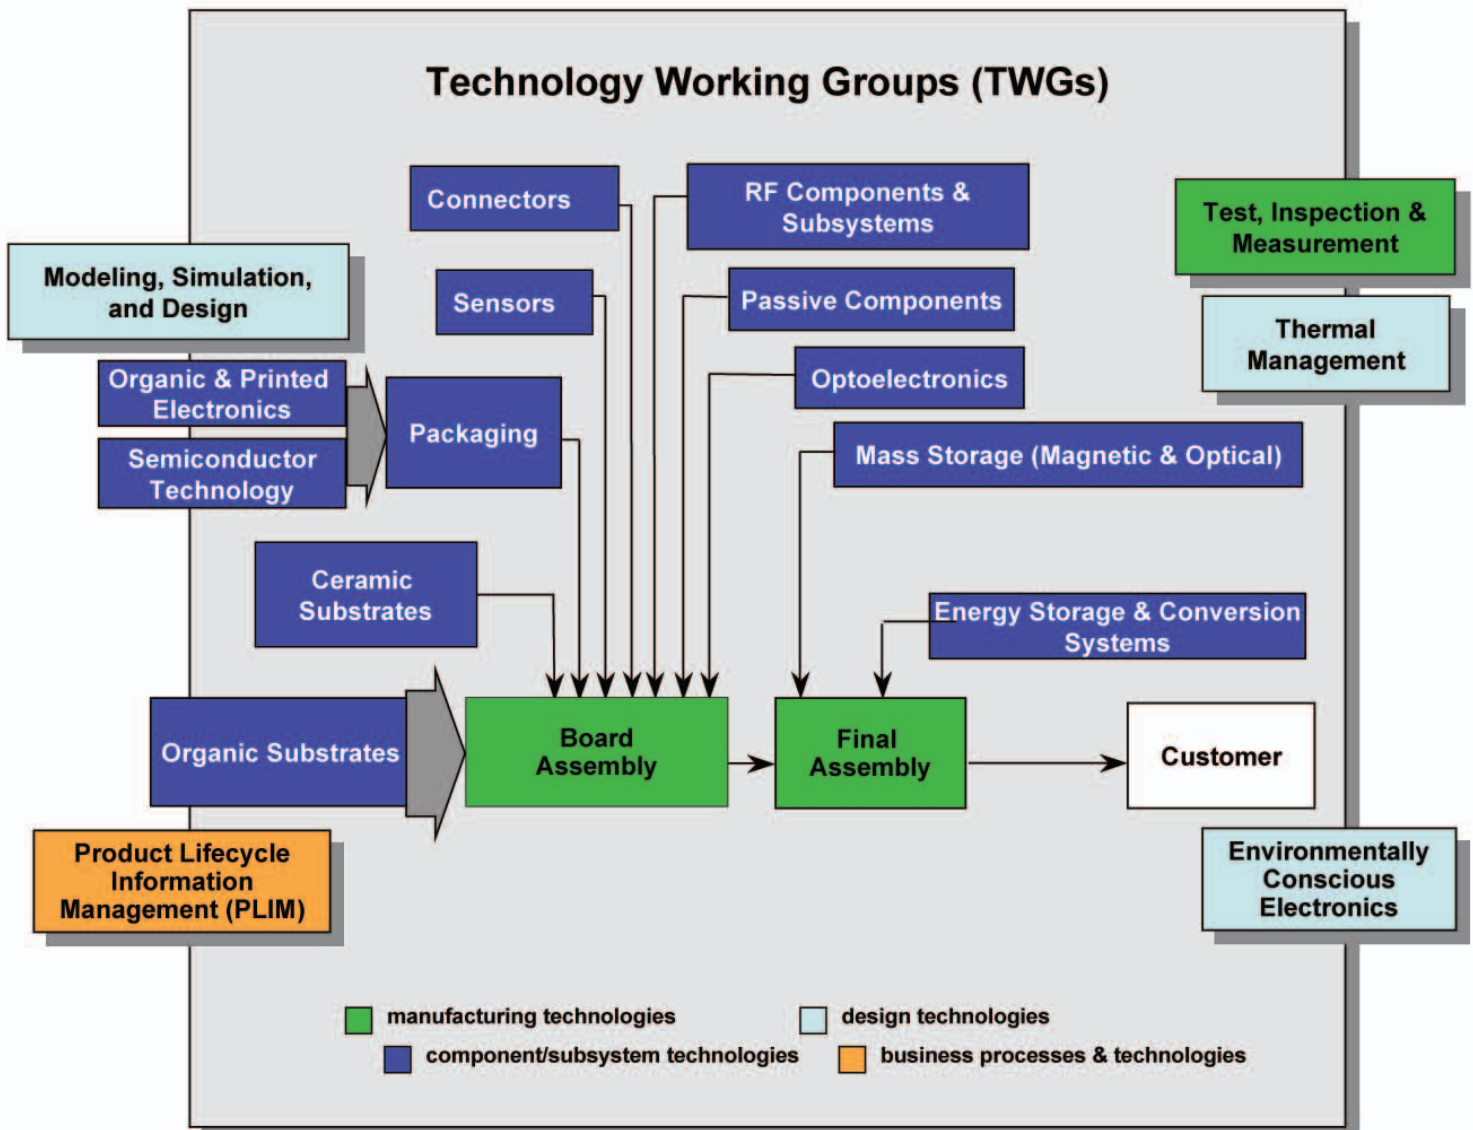 Technology Working Groups (TWGs)
Connectors
RF Components &
Subsystems
Test, Inspection &
Measurement
Modeling, Simulation,
and Design
Sensors
Passive Components
Thermal
Management
Organic & Printed
Electronics
Semiconductor
Technology
Packaging
Optoelectronics
Mass Storage (Magnetic & Optical)
Ceramic
Substrates
Energy Storage & Conversion
Systems
Organic Substrates
Board
Assembly
Final
Assembly
Customer
Product Lifecycle
Information
Management (PLIM)
Environmentally
Conscious
Electronics
manufacturing technologies
design technologies
component/subsystem technologies
business processes & technologies